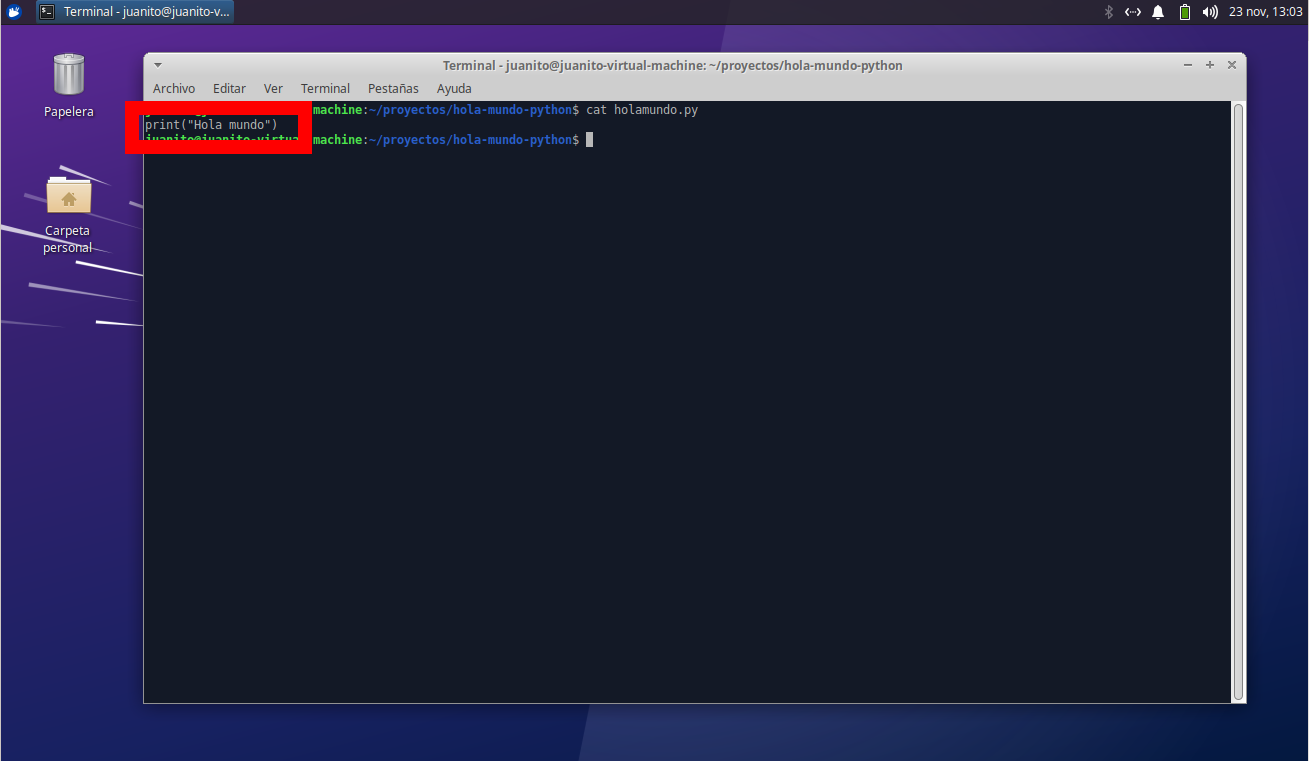 Terminal - juanito@juanito-v...
23 nov, 13:03
Papelera
Carpeta
personal
Terminal - juanito@juanito-virtual-machine: ~/proyectos/hola-mundo-python
Archivo Editar Ver Terminal Pestañas Ayuda
machine:~/proyectos/hola-mundo-python$ cat holamundo.py
print("Hola mundo")
juanito@juanito-virtua machine:~/proyectos/hola-mundo-python$